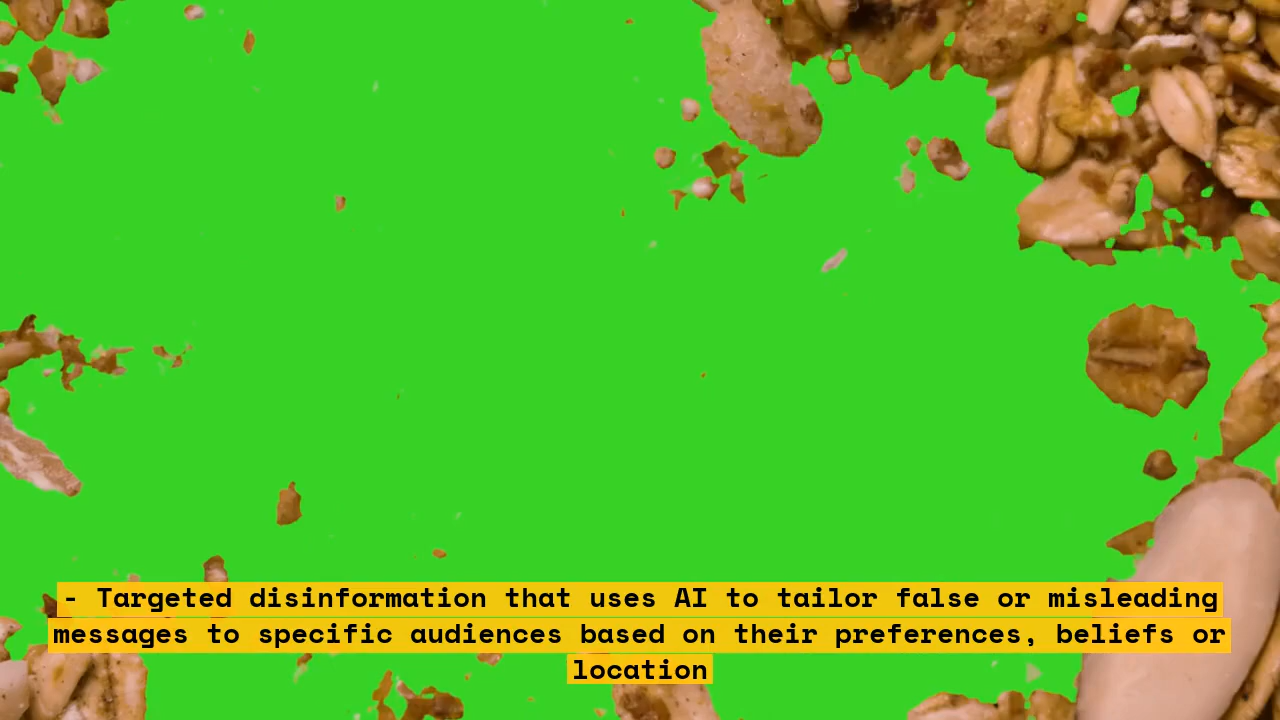 - Targeted disinformation that uses AI to tailor false or misleading
messages to specific audiences based on their preferences, beliefs or
location